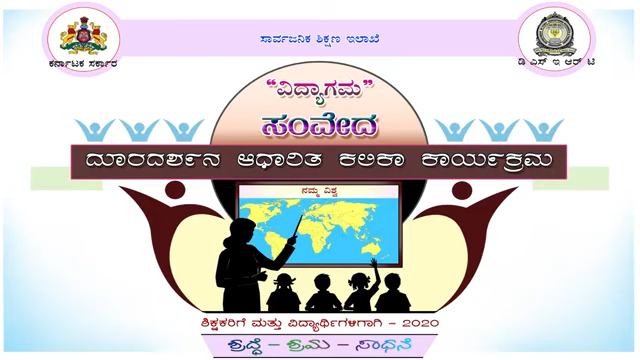 ಸಾರ್ವಜನಿಕ ಶಿಕ್ಷಣ ಇಲಾಖೆ
ಕರ್ನಾಟಕ ಸರ್ಕಾರ
ಡಿ ಎಸ್ ಇ ಆರ್ ಟಿ
“ವಿದ್ಯಾಗಮ”
ಸಂವೇದ
ದೂರದರ್ಶನ ಆಧಾರಿತ ಕಲಿಕಾ ಕಾರ್ಯಕ್ರಮ
ನಮ್ಮ ವಿಶ್ವ
ಶಿಕ್ಷಕರಿಗೆ ಮತ್ತು ವಿದ್ಯಾರ್ಥಿಗಳಿಗಾಗಿ - 2020
ಶ್ರದ್ಧೆ - ಶ್ರಮ - ಸಾಧನೆ